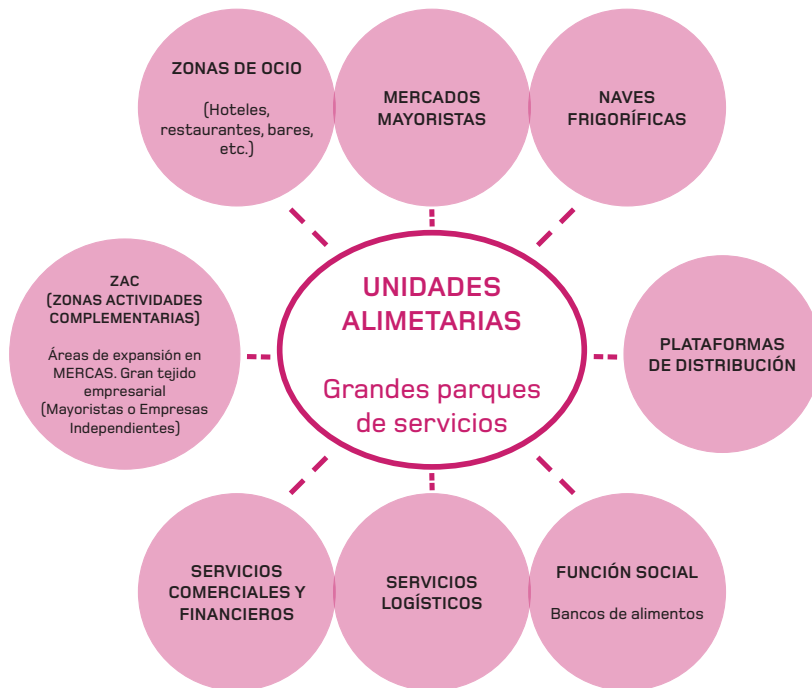 ZONAS DE OCIO
(Hoteles,
restaurantes, bares,
etc.)
MERCADOS
MAYORISTAS
NAVES
FRIGORÍFICAS
ZAC
(ZONAS ACTIVIDADES
COMPLEMENTARIAS)
Áreas de expansión en
MERCAS. Gran tejido
empresarial
(Mayoristas o Empresas
Independientes)
UNIDADES
ALIMETARIAS
Grandes parques
de servicios
PLATAFORMAS
DE DISTRIBUCIÓN
SERVICIOS
COMERCIALES Y
FINANCIEROS
SERVICIOS
LOGÍSTICOS
FUNCIÓN SOCIAL
Bancos de alimentos